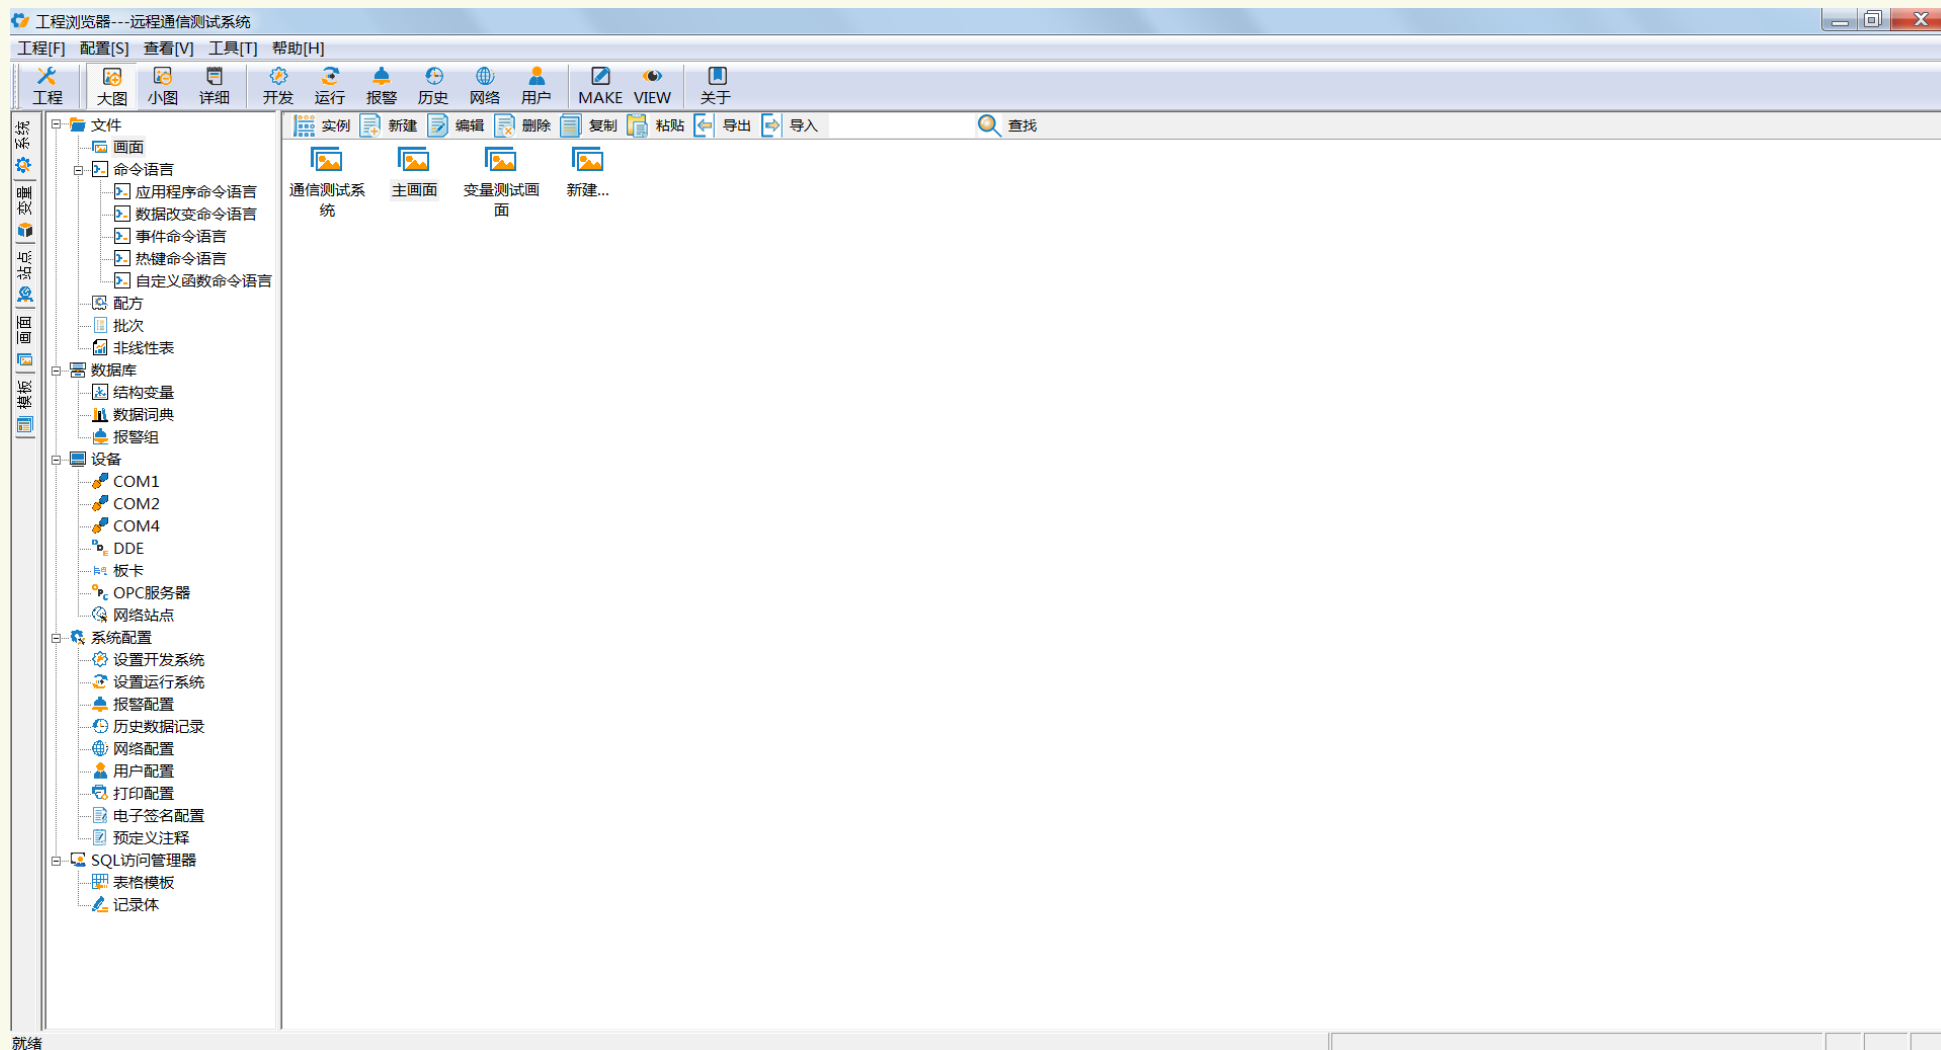 工程浏览器---远程通信测试系统
工程[F] 配置[S] 查看[V] 工具[T] 帮助[H]
工程 大图 小图 详细 开发 运行 报警 历史 网络 用户 MAKE VIEW 关于
系统
变量
站点
画面
模板
文件
画面
命令语言
应用程序命令语言
数据改变命令语言
事件命令语言
热键命令语言
自定义函数命令语言
配方
批次
非线性表
数据库
结构变量
数据词典
报警组
设备
COM1
COM2
COM4
DDE
板卡
OPC服务器
网络站点
系统配置
设置开发系统
设置运行系统
报警配置
历史数据记录
网络配置
用户配置
打印配置
电子签名配置
预定义注释
SQL访问管理器
表格模板
记录体
实例 新建 编辑 删除 复制 粘贴 导出 导入 查找
通信测试系
统
主画面
变量测试画
面
新建...
就绪